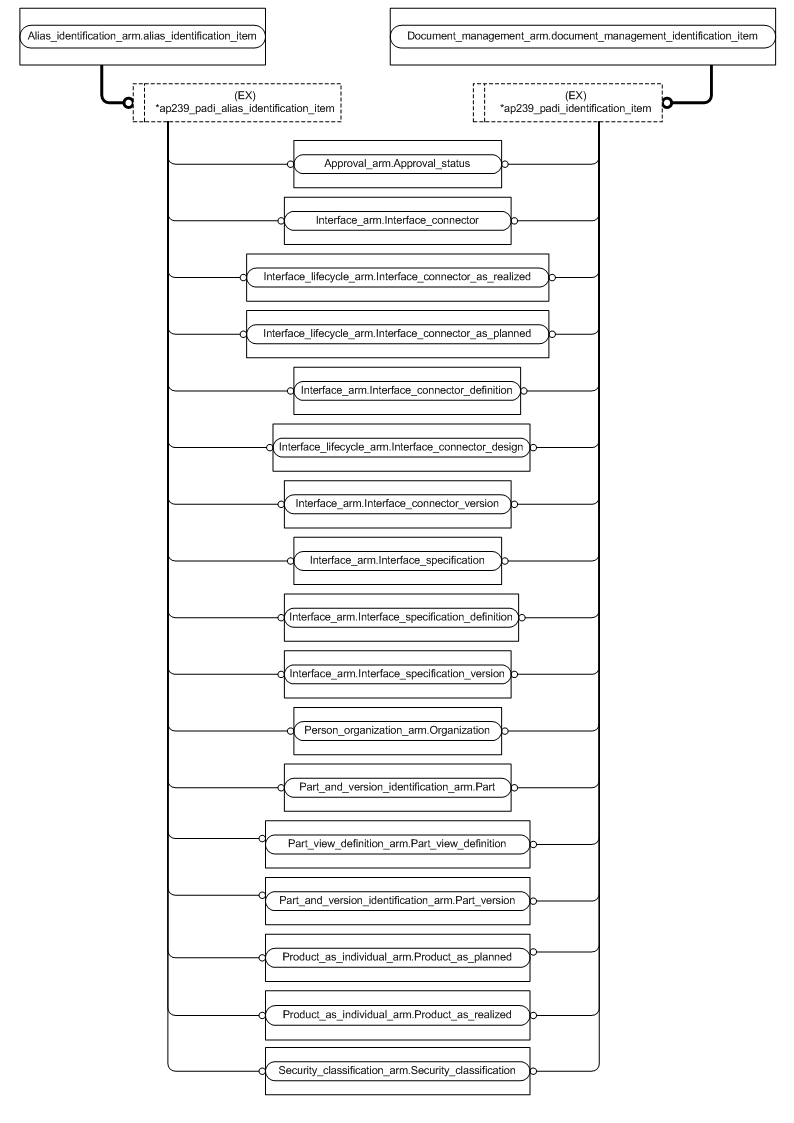 Alias_identification_arm.alias_identification_item
Document_management_arm.document_management_identification_item
(EX)
*ap239_padi_alias_identification_item
(EX)
*ap239_padi_identification_item
Approval_arm.Approval_status
Interface_arm.Interface_connector
Interface_lifecycle_arm.Interface_connector_as_realized
Interface_lifecycle_arm.Interface_connector_as_planned
Interface_arm.Interface_connector_definition
Interface_lifecycle_arm.Interface_connector_design
Interface_arm.Interface_connector_version
Interface_arm.Interface_specification
Interface_arm.Interface_specification_definition
Interface_arm.Interface_specification_version
Person_organization_arm.Organization
Part_and_version_identification_arm.Part
Part_view_definition_arm.Part_view_definition
Part_and_version_identification_arm.Part_version
Product_as_individual_arm.Product_as_planned
Product_as_individual_arm.Product_as_realized
Security_classification_arm.Security_classification